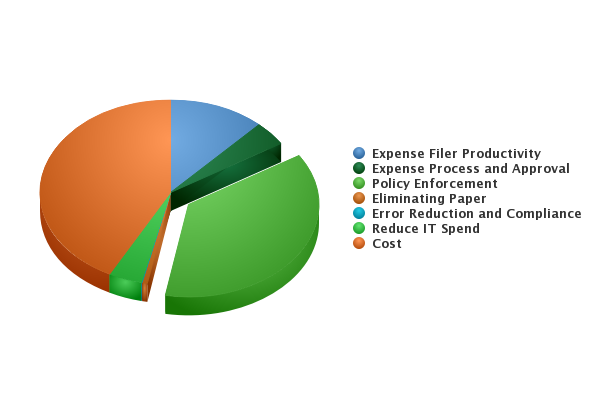 Expense Filer Productivity
Expense Process and Approval
Policy Enforcement
Eliminating Paper
Error Reduction and Compliance
Reduce IT Spend
Cost